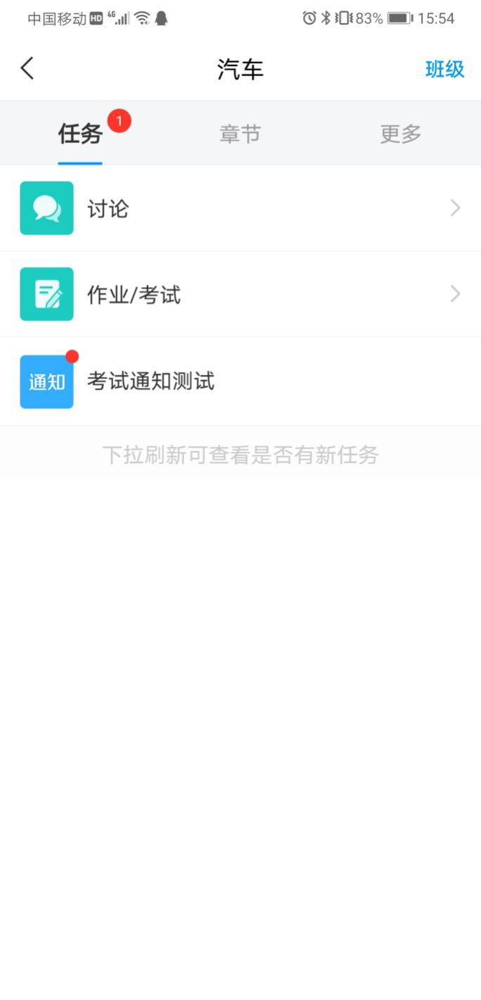 中国移动 HD 4G 83% 15:54
汽车 班级
任务 1 章节 更多
讨论
作业/考试
通知 考试通知测试
下拉刷新可查看是否有新任务